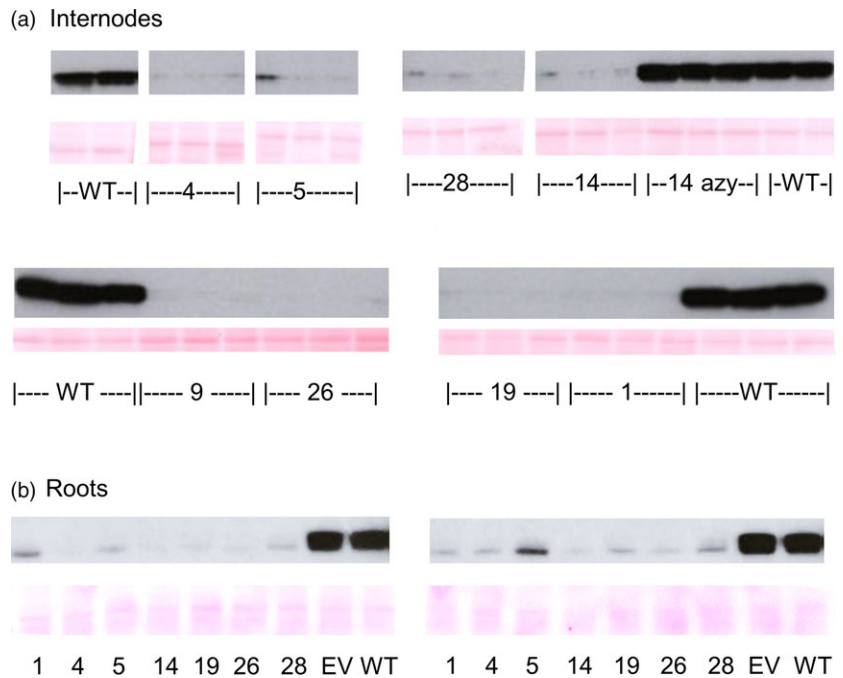 (a) Internodes
|--WT--| |----4-----| |----5------| |----28-----| |----14----| |--14 azy--| |-WT-|
|---- WT ----||----- 9 -----| |---- 26 ----| |---- 19 ----| |----- 1------| |-----WT------|
(b) Roots
1 4 5 14 19 26 28 EV WT 1 4 5 14 19 26 28 EV WT